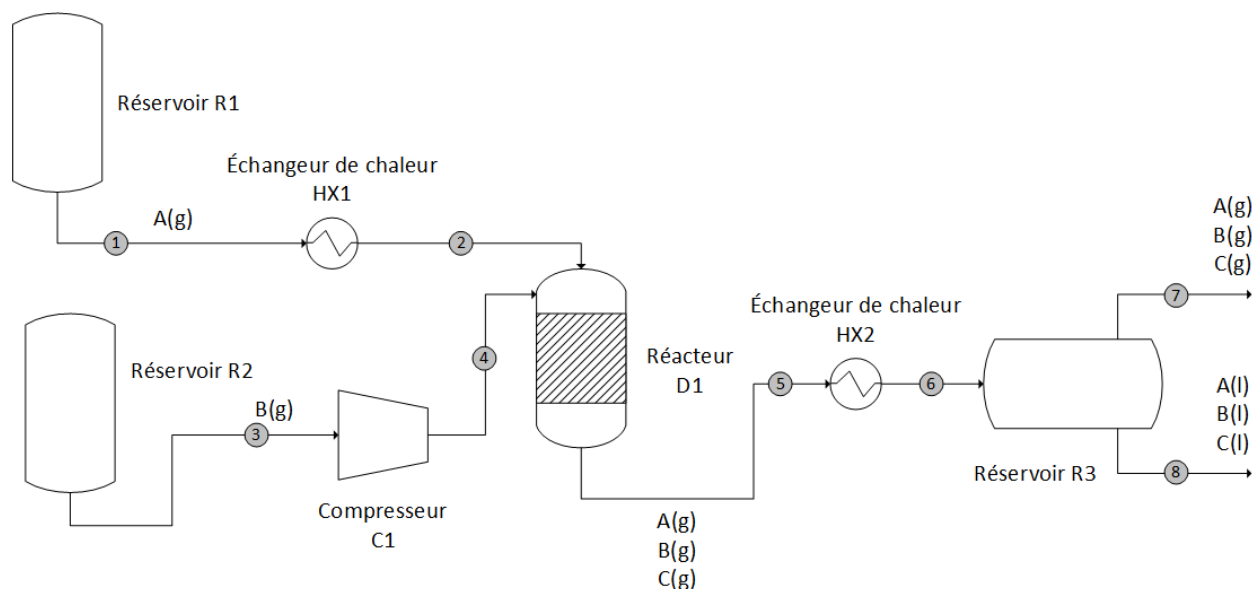 Réservoir R1
Échangeur de chaleur
HX1
A(g)
1
2
A(g)
B(g)
C(g)
7
Échangeur de chaleur
HX2
Réservoir R2
4
Réacteur
D1
5
6
B(g)
3
A(l)
B(l)
C(l)
8
Réservoir R3
Compresseur
C1
A(g)
B(g)
C(g)